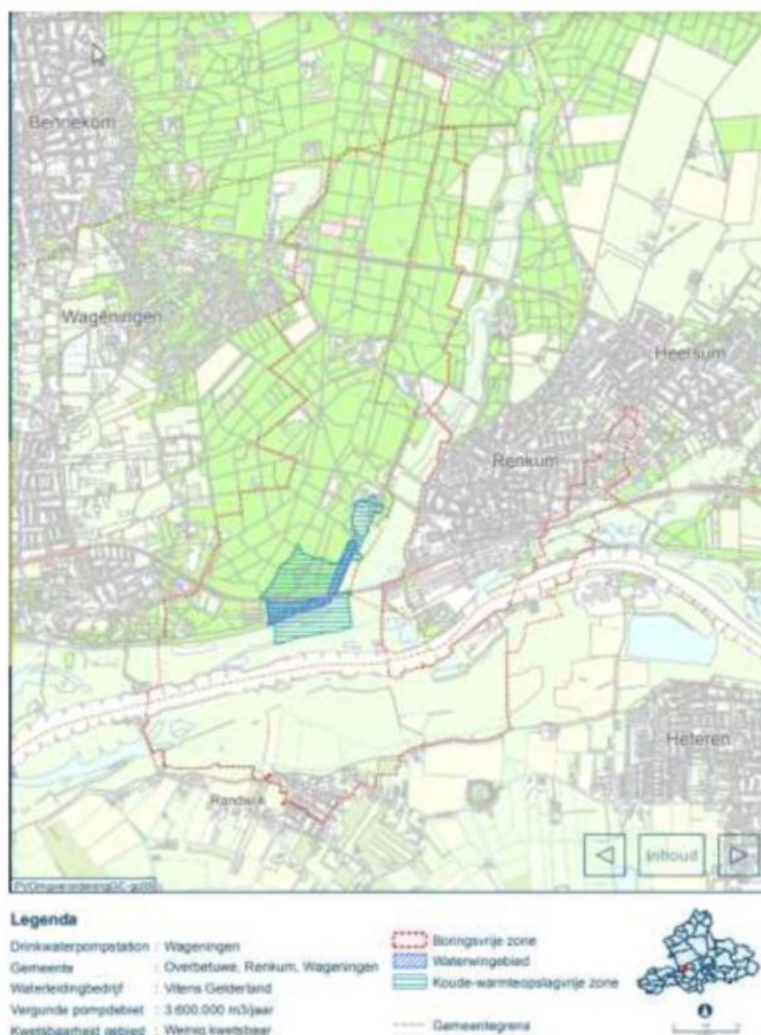 Bennekom
Wageningen
Heelsum
Renkum
Heteren
Randwijk
Inhoud
Legenda
Drinkwaterpompstation : Wageningen
Gemeente : Overbetuwe, Renkum, Wageningen
Waterleidingbedrijf : Vitens Gelderland
Vergunde pompdebiet : 3.600.000 m3/jaar
Kwetsbaarheid gebied : Weinig kwetsbaar
Boringsvrije zone
Waterwingebied
Koude-warmteopslagvrije zone
Gemeentegrens